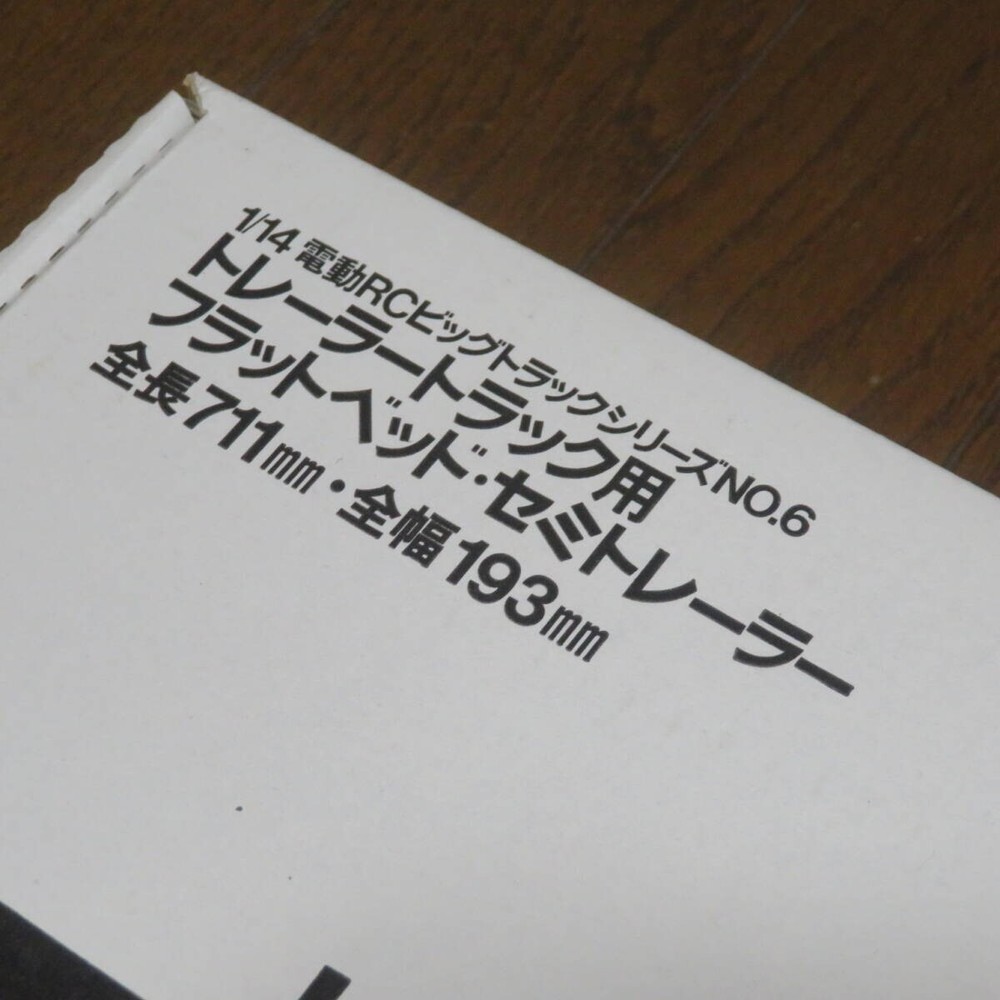 1/14 電動RCビッグトラックシリーズNO.6
トレーラートラック用
フラットベッド・セミトレーラー
全長711㎜・全幅193㎜